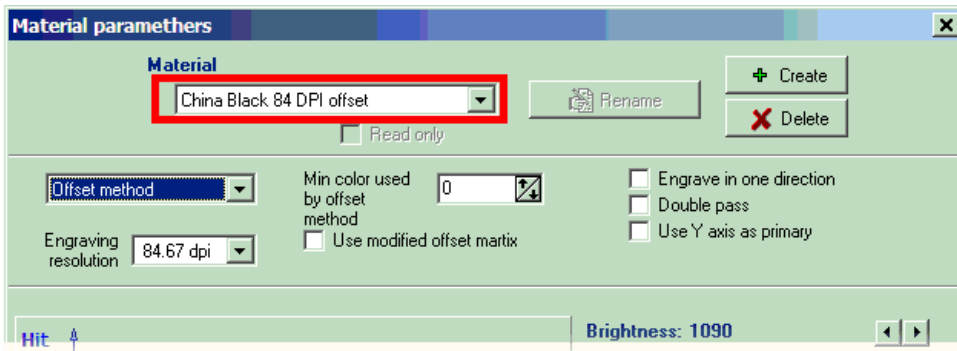 Material paramethers
Material
China Black 84 DPI offset
Rename
Create
Read only
Delete
Offset method
Min color used
by offset
method
0
Engrave in one direction
Double pass
Use Y axis as primary
Use modified offset martix
Engraving
resolution
84.67 dpi
Hit
Brightness: 1090